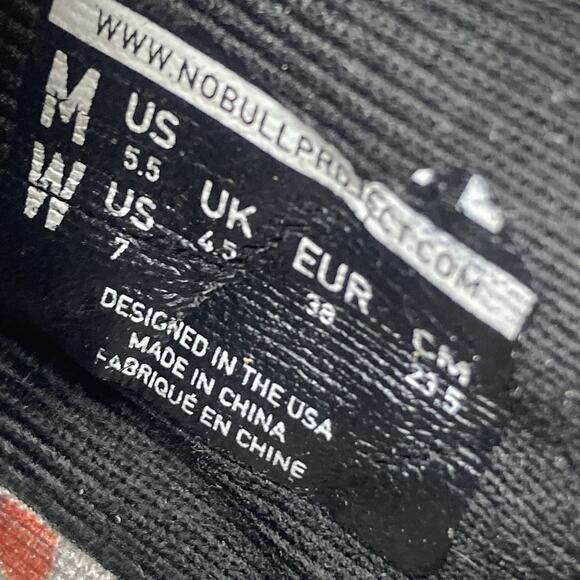 WWW.NOBULLPROJECT.COM
M US 5.5
W US 7
UK 4.5
EUR 38
CM 23.5
DESIGNED IN THE USA
MADE IN CHINA
FABRIQUÉ EN CHINE